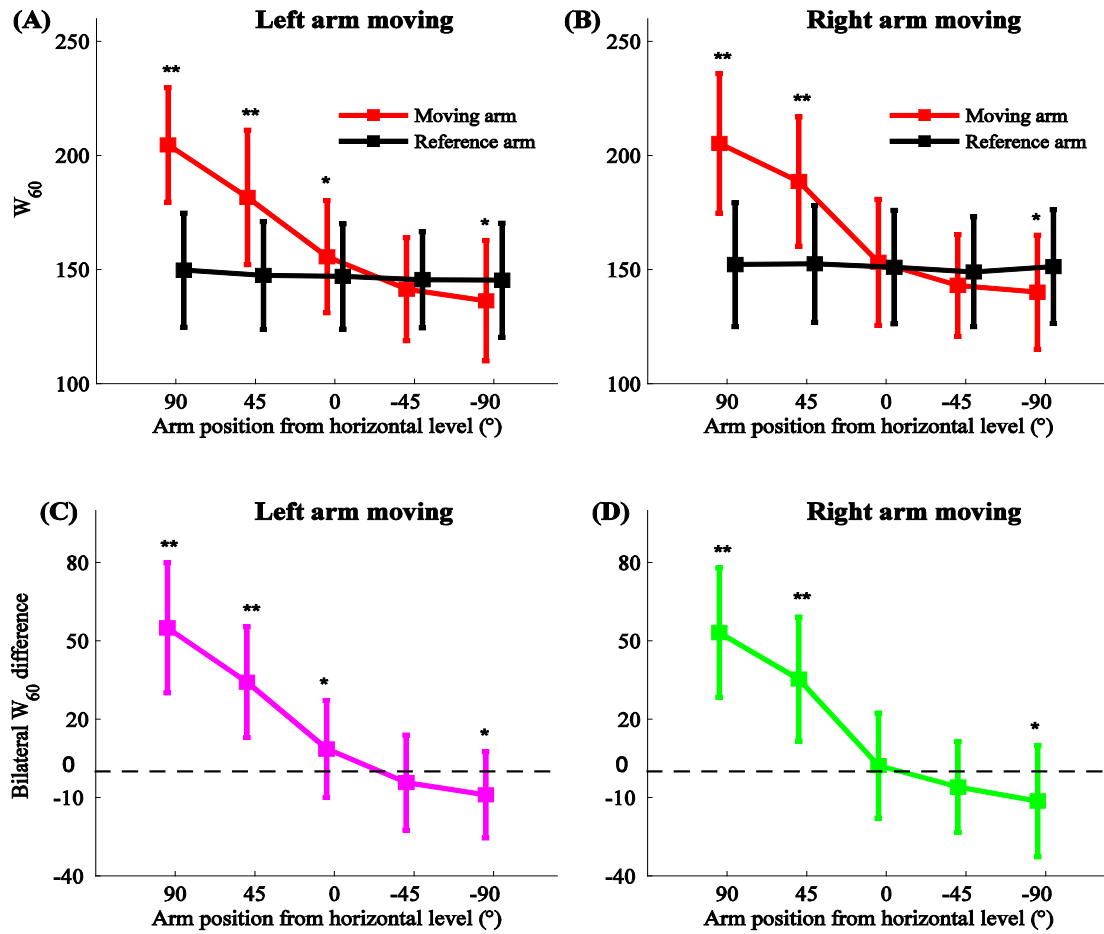 (A) Left arm moving
250
** ** * *
Moving arm
Reference arm
200
W60
150
100
90 45 0 -45 -90
Arm position from horizontal level (°)
(B) Right arm moving
250
** ** *
Moving arm
Reference arm
200
150
100
90 45 0 -45 -90
Arm position from horizontal level (°)
(C) Left arm moving
** ** * *
80
50
20
0
-10
-40
Bilateral W60 difference
90 45 0 -45 -90
Arm position from horizontal level (°)
(D) Right arm moving
** ** *
80
50
20
0
-10
-40
90 45 0 -45 -90
Arm position from horizontal level (°)